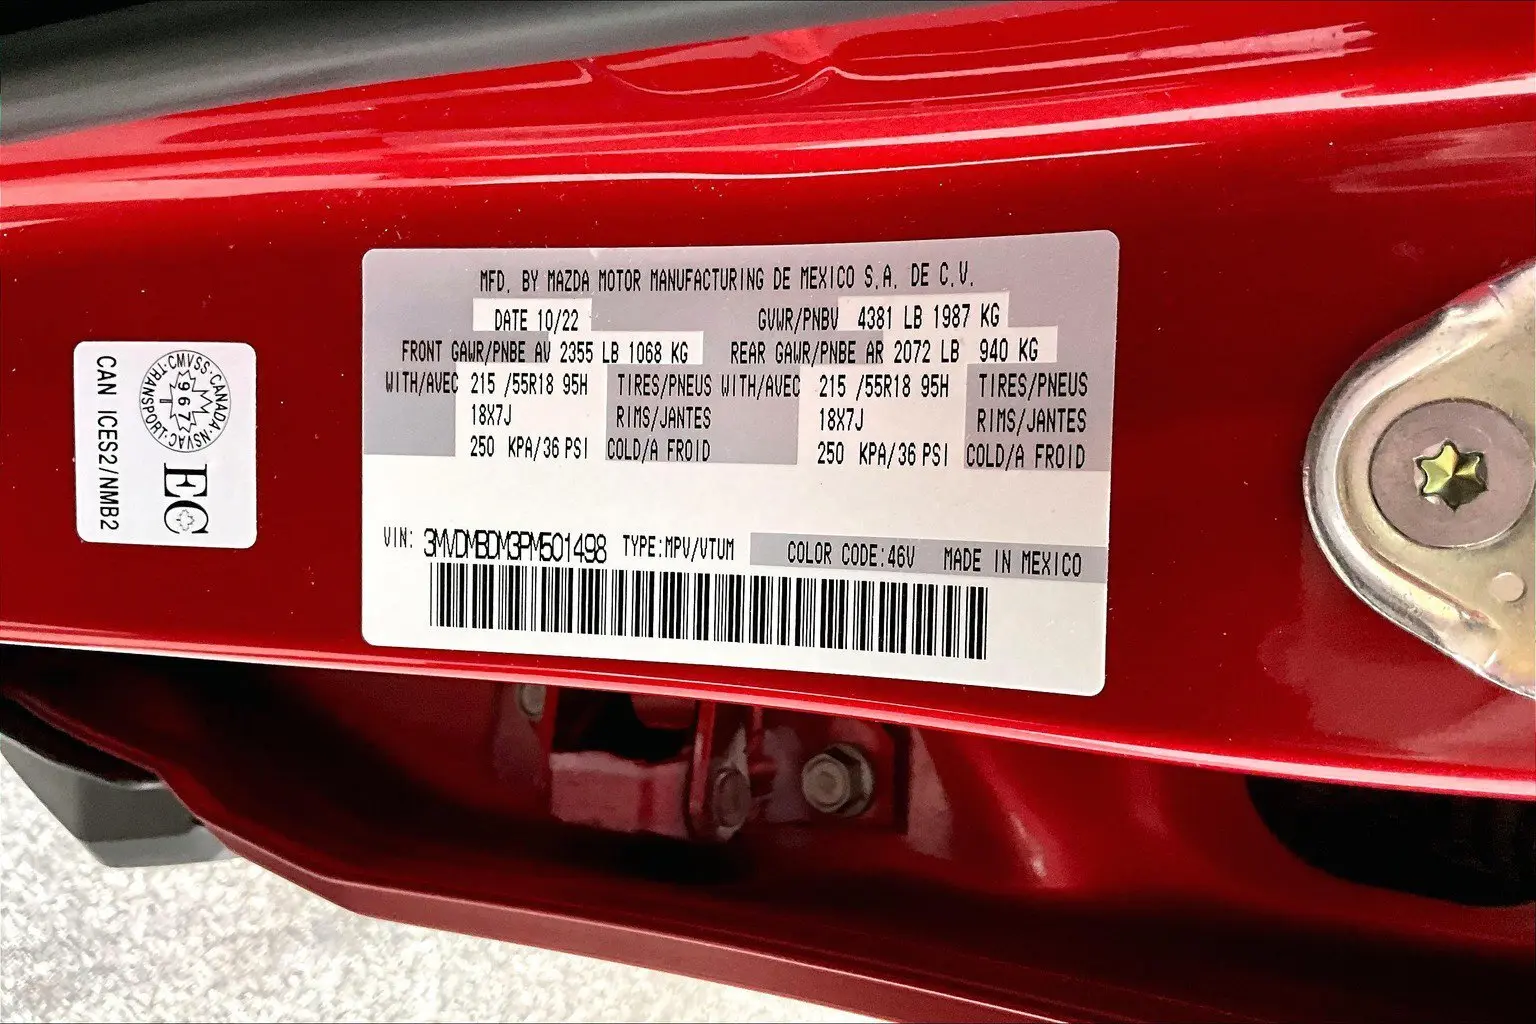 MFD. BY MAZDA MOTOR MANUFACTURING DE MEXICO S.A. DE C.V.
DATE 10/22 GVWR/PNBV 4381 LB 1987 KG
FRONT GAWR/PNBE AV 2355 LB 1068 KG REAR GAWR/PNBE AR 2072 LB 940 KG
WITH/AVEC 215 /55R18 95H TIRES/PNEUS WITH/AVEC 215 /55R18 95H TIRES/PNEUS
18X7J RIMS/JANTES 18X7J RIMS/JANTES
250 KPA/36 PSI COLD/A FROID 250 KPA/36 PSI COLD/A FROID
VIN: 3MVDMBDM3PM501498 TYPE:MPV/VTUM COLOR CODE:46V MADE IN MEXICO
CMVSS·CANADA·NSVAC·TRANSPORT·
967
EC
CAN ICES2/NMB2